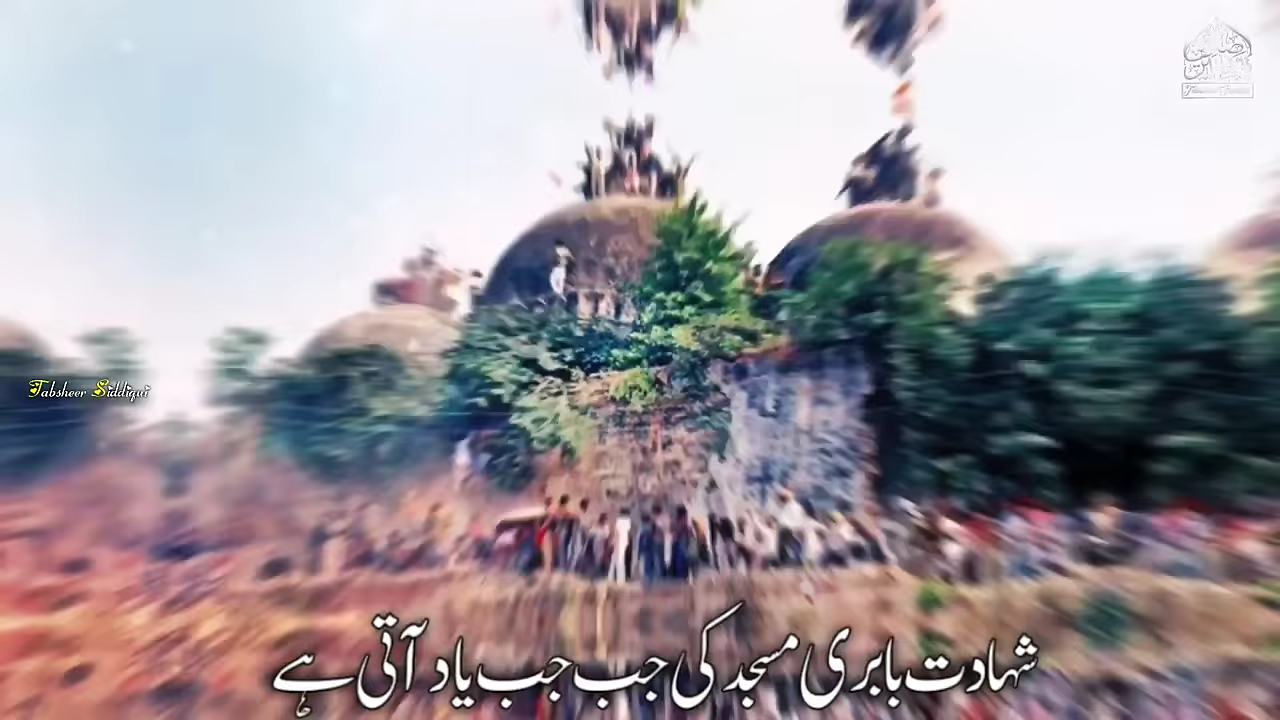 Tabsheer Siddiqui
شہادت بابری مسجد کی جب جب یاد آتی ہے